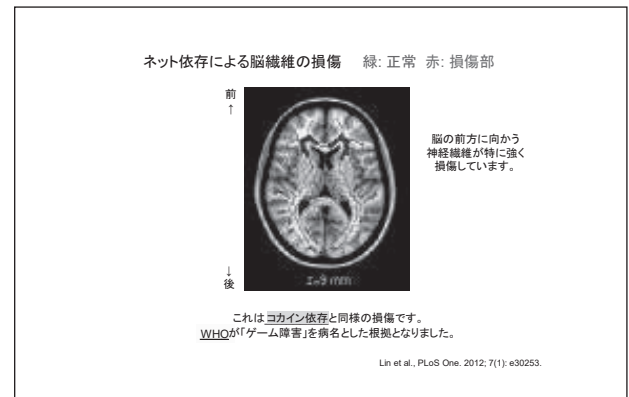 ネット依存による脳繊維の損傷 緑: 正常 赤: 損傷部
前
↑
脳の前方に向かう
神経繊維が特に強く
損傷しています。
↓
後
z=9 mm
これはコカイン依存と同様の損傷です。
WHOが「ゲーム障害」を病名とした根拠となりました。
Lin et al., PLoS One. 2012; 7(1): e30253.